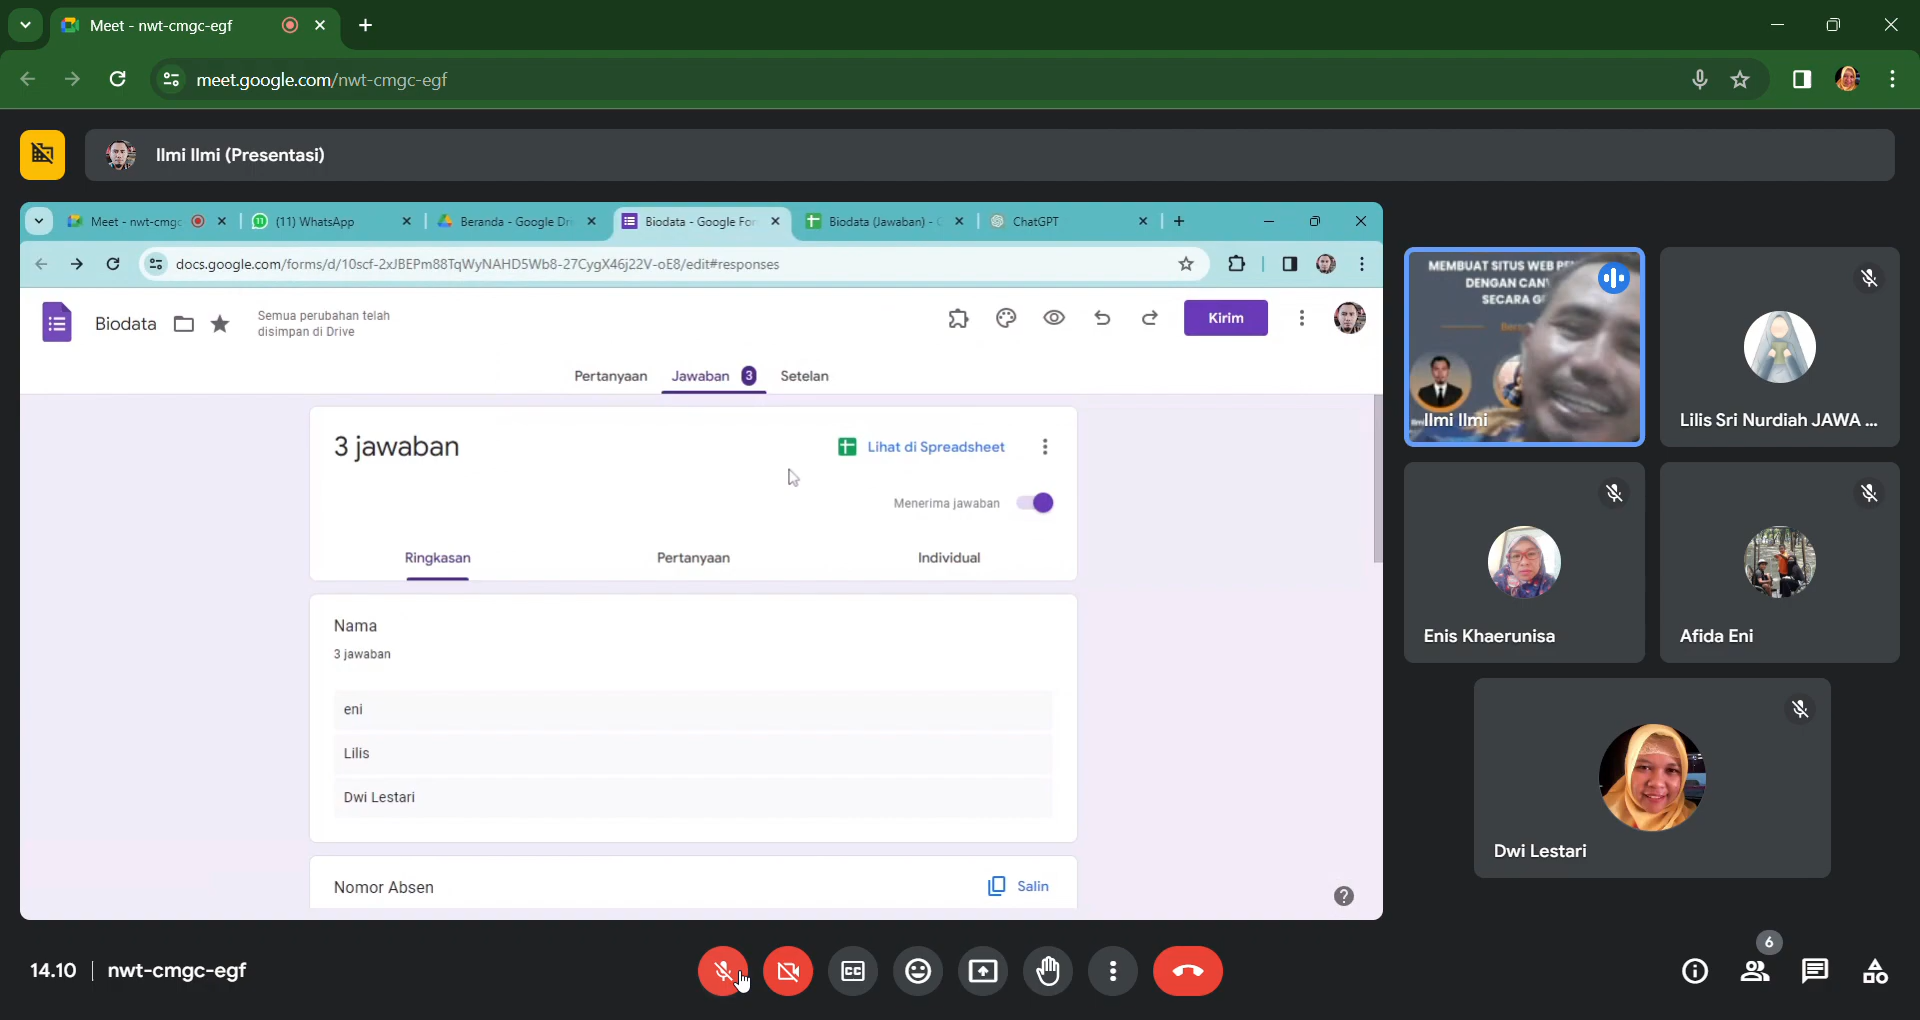 Meet - nwt-cmgc-egf
meet.google.com/nwt-cmgc-egf
Ilmi Ilmi (Presentasi)
Meet - nwt-cmgc
(11) WhatsApp
Beranda - Google Dr
Biodata - Google For
Biodata (Jawaban) - G
ChatGPT
docs.google.com/forms/d/10scf-2xJBEPm88TqWyNAHD5Wb8-27CygX46j22V-oE8/edit#responses
Biodata
Semua perubahan telah
disimpan di Drive
Kirim
Pertanyaan
Jawaban 3
Setelan
3 jawaban
Lihat di Spreadsheet
Menerima jawaban
Ringkasan
Pertanyaan
Individual
Nama
3 jawaban
eni
Lilis
Dwi Lestari
Nomor Absen
Salin
MEMBUAT SITUS WEB
DENGAN
SECARA
Ilmi Ilmi
Lilis Sri Nurdiah JAWA ...
Enis Khaerunisa
Afida Eni
Dwi Lestari
14.10
nwt-cmgc-egf
6